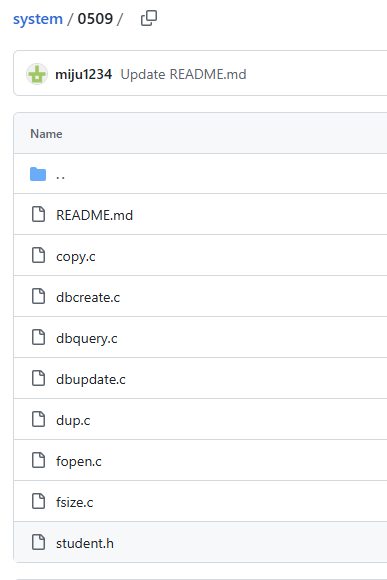 system / 0509 /
miju1234 Update README.md
Name
..
README.md
copy.c
dbcreate.c
dbquery.c
dbupdate.c
dup.c
fopen.c
fsize.c
student.h